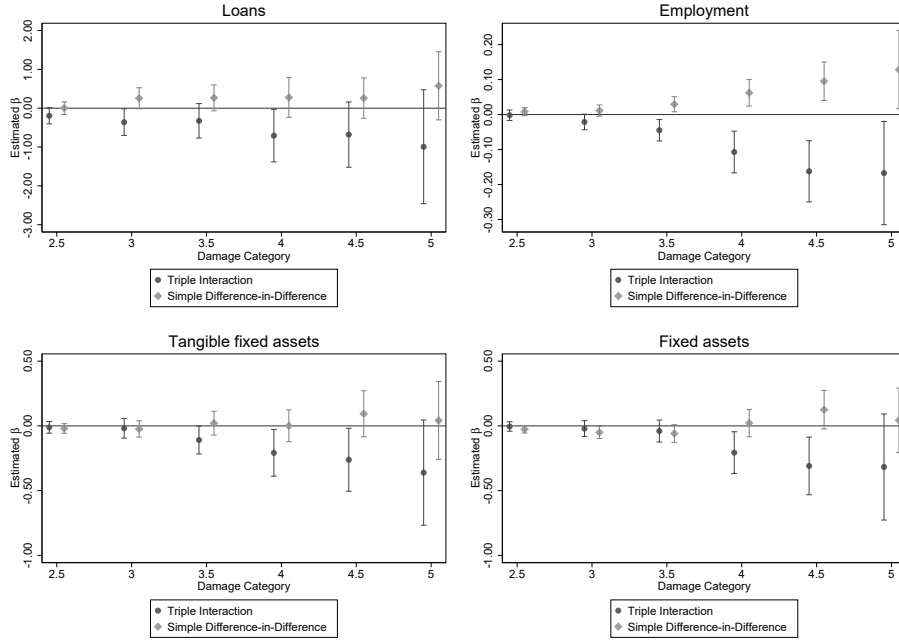 Loans
Estimated β
2.00
1.00
0.00
-1.00
-2.00
-3.00
2.5 3 3.5 4 4.5 5
Damage Category
Triple Interaction
Simple Difference-in-Difference
Employment
Estimated β
0.20
0.10
0.00
-0.10
-0.20
-0.30
2.5 3 3.5 4 4.5 5
Damage Category
Triple Interaction
Simple Difference-in-Difference
Tangible fixed assets
Estimated β
0.50
0.00
-0.50
-1.00
2.5 3 3.5 4 4.5 5
Damage Category
Triple Interaction
Simple Difference-in-Difference
Fixed assets
Estimated β
0.50
0.00
-0.50
-1.00
2.5 3 3.5 4 4.5 5
Damage Category
Triple Interaction
Simple Difference-in-Difference